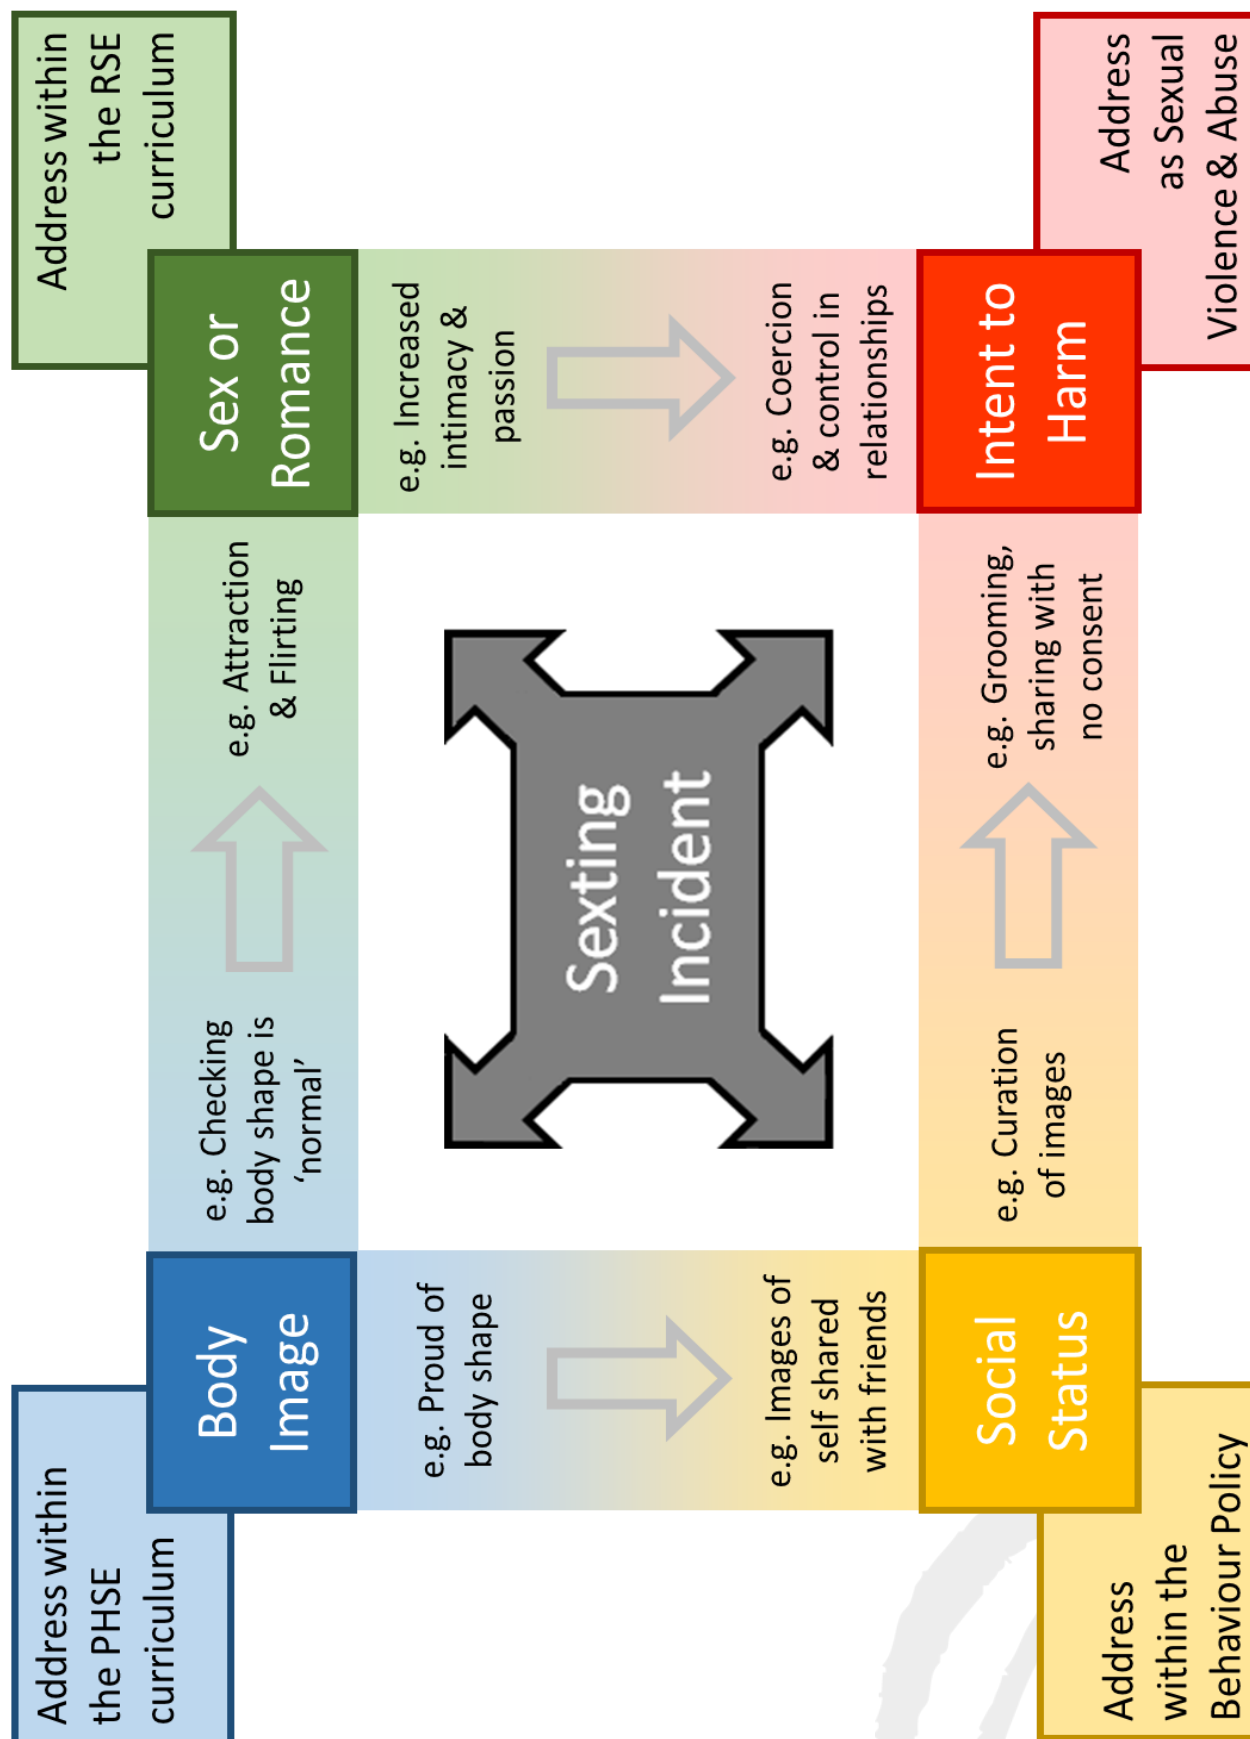 Address within
the PHSE
curriculum
Body
Image
e.g. Checking
body shape is
‘normal’
e.g. Attraction
& Flirting
Sex or
Romance
Address within
the RSE
curriculum
e.g. Proud of
body shape
e.g. Images of
self shared
with friends
Sexting
Incident
e.g. Increased
intimacy &
passion
e.g. Coercion
& control in
relationships
Social
Status
Address
within the
Behaviour Policy
e.g. Curation
of images
e.g. Grooming,
sharing with
no consent
Intent to
Harm
Address
as Sexual
Violence & Abuse